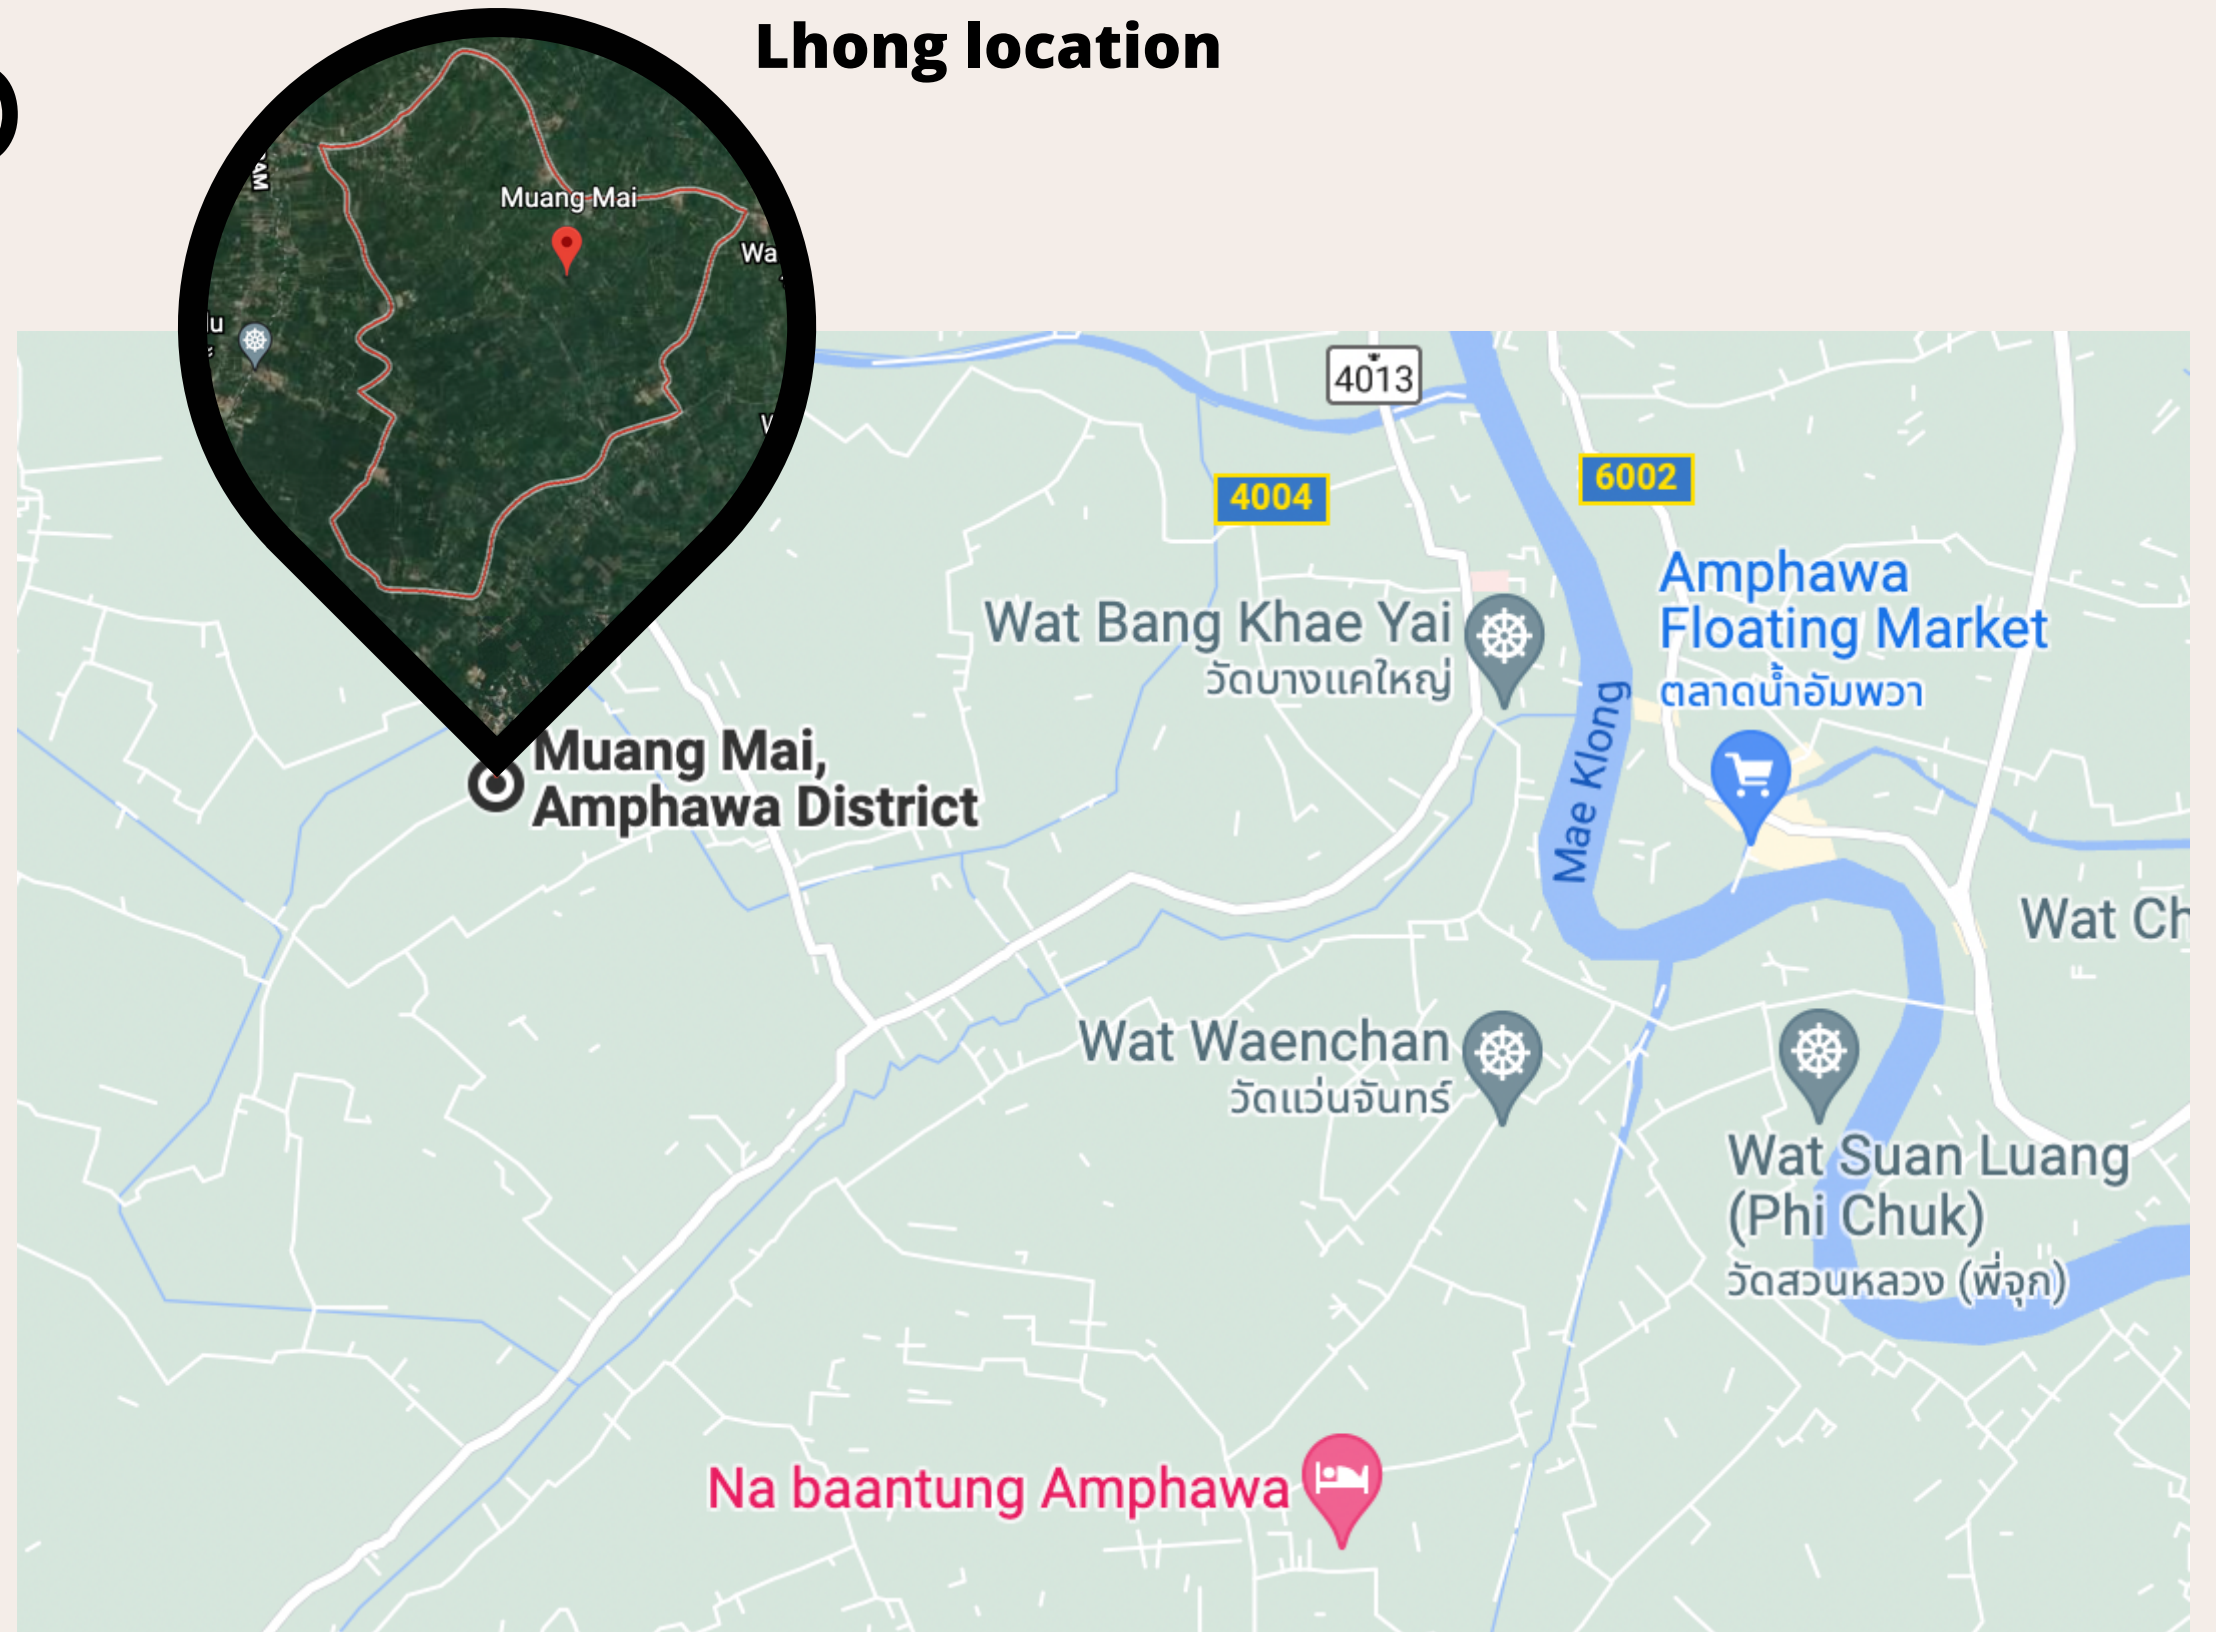 Lhong location
Muang Mai
4013
4004
6002
Amphawa
Floating Market
ตลาดน้ำอัมพวา
Wat Bang Khae Yai
วัดบางแคใหญ่
Mae Klong
Muang Mai,
Amphawa District
Wat Ch
Wat Waenchan
วัดแว่นจันทร์
Wat Suan Luang
(Phi Chuk)
วัดสวนหลวง (พี่จุก)
Na baantung Amphawa